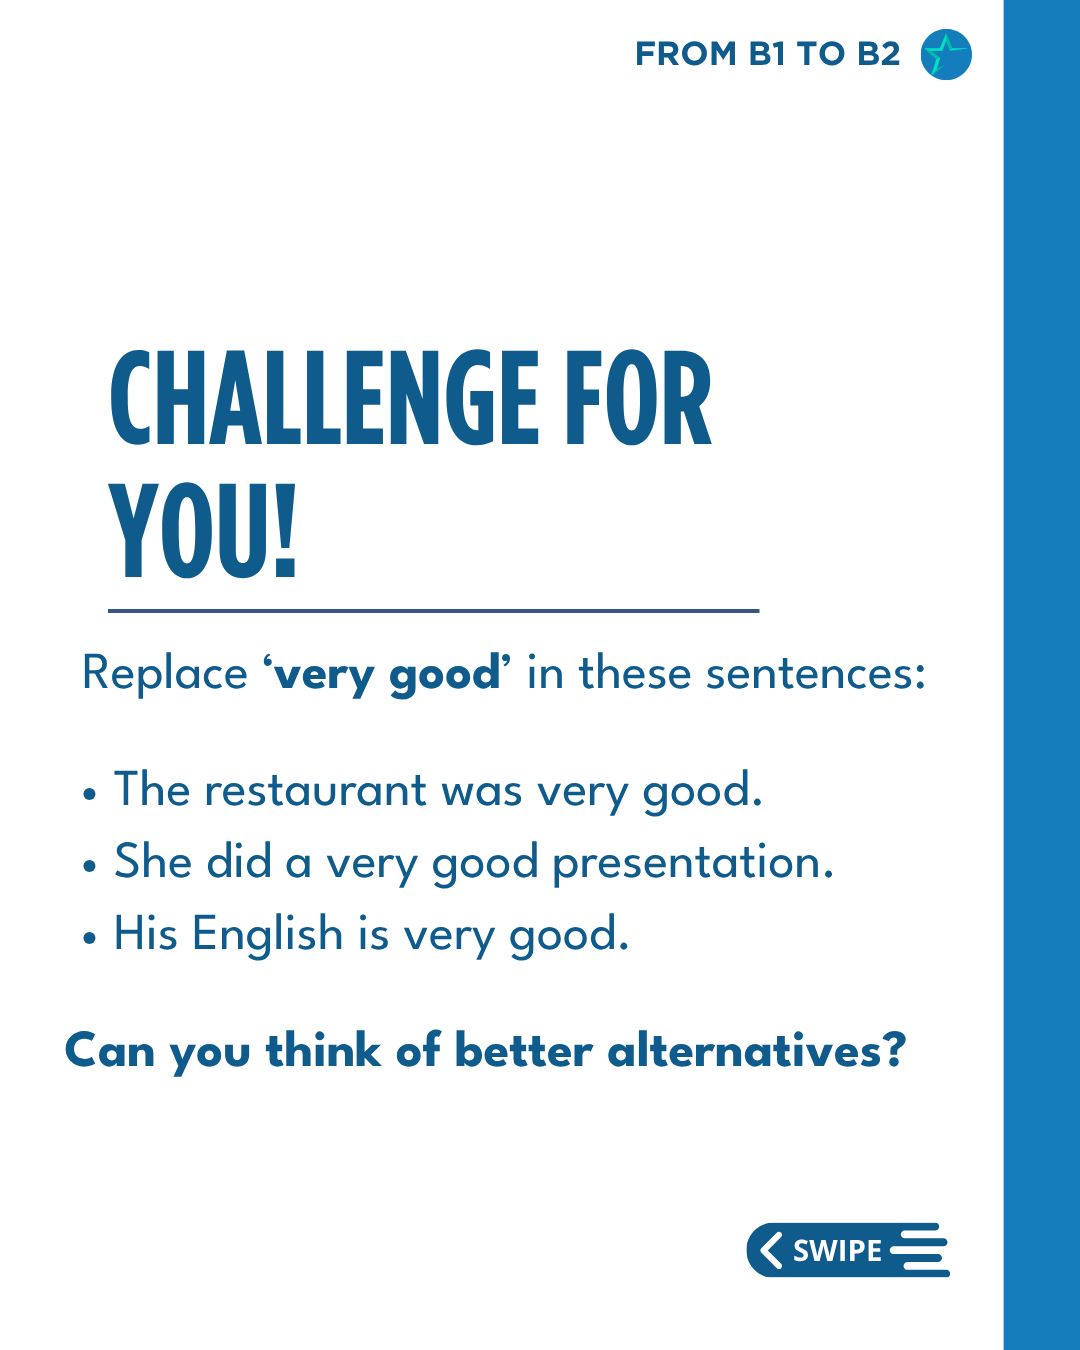 FROM B1 TO B2
CHALLENGE FOR
YOU!
Replace ‘very good’ in these sentences:
• The restaurant was very good.
• She did a very good presentation.
• His English is very good.
Can you think of better alternatives?
SWIPE